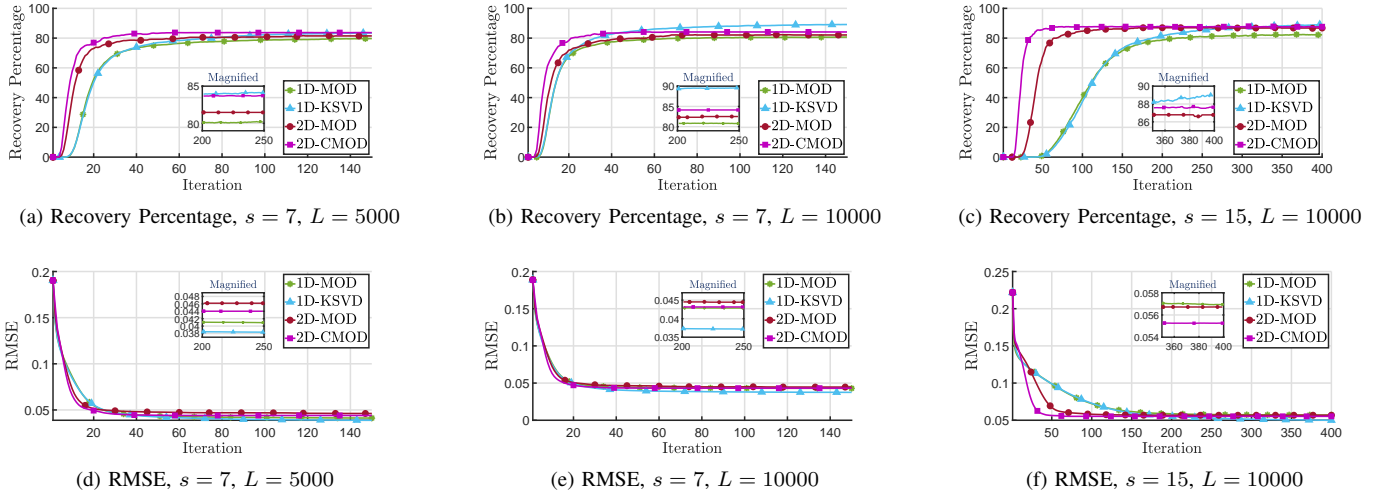 Recovery Percentage
100
80
60
40
20
0
20 40 60 80 100 120 140
Iteration
Magnified
85
80
200 250
1D-MOD
1D-KSVD
2D-MOD
2D-CMOD
(a) Recovery Percentage, s = 7, L = 5000
Recovery Percentage
100
80
60
40
20
0
20 40 60 80 100 120 140
Iteration
Magnified
90
85
80
200 250
1D-MOD
1D-KSVD
2D-MOD
2D-CMOD
(b) Recovery Percentage, s = 7, L = 10000
Recovery Percentage
100
80
60
40
20
0
50 100 150 200 250 300 350 400
Iteration
Magnified
90
88
86
360 380 400
1D-MOD
1D-KSVD
2D-MOD
2D-CMOD
(c) Recovery Percentage, s = 15, L = 10000
RMSE
0.2
0.15
0.1
0.05
20 40 60 80 100 120 140
Iteration
Magnified
0.048
0.046
0.044
0.042
0.04
0.038
200 250
1D-MOD
1D-KSVD
2D-MOD
2D-CMOD
(d) RMSE, s = 7, L = 5000
RMSE
0.2
0.15
0.1
0.05
0
20 40 60 80 100 120 140
Iteration
Magnified
0.045
0.04
0.035
200 250
1D-MOD
1D-KSVD
2D-MOD
2D-CMOD
(e) RMSE, s = 7, L = 10000
RMSE
0.25
0.2
0.15
0.1
0.05
50 100 150 200 250 300 350 400
Iteration
Magnified
0.058
0.056
0.054
360 380 400
1D-MOD
1D-KSVD
2D-MOD
2D-CMOD
(f) RMSE, s = 15, L = 10000